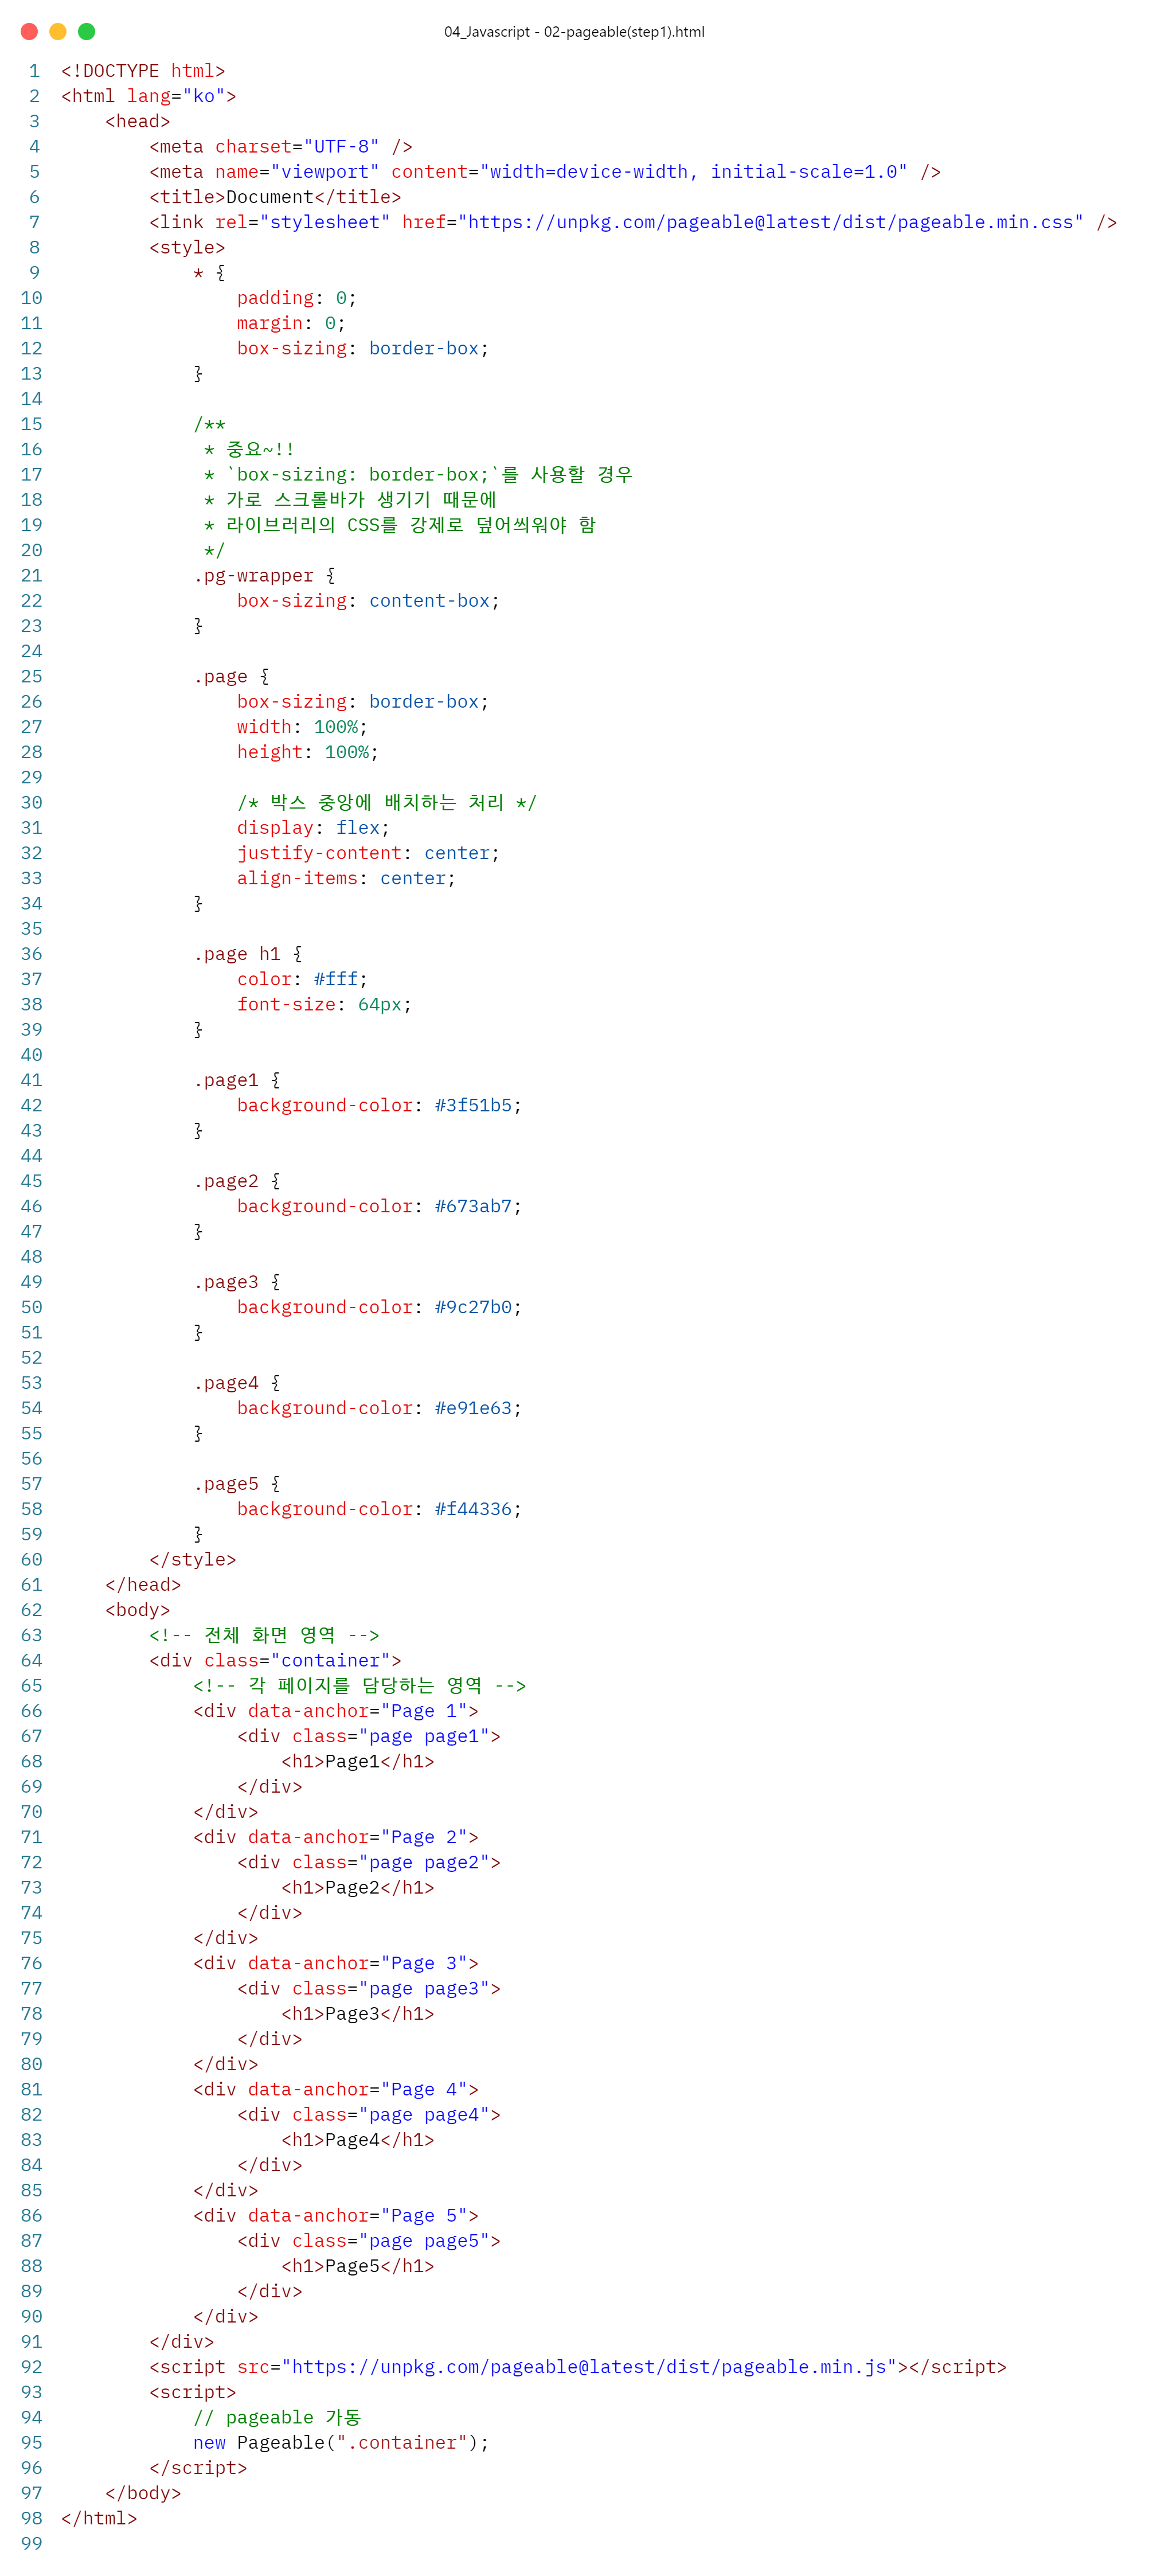 04_Javascript - 02-pageable(step1).html
1 <!DOCTYPE html>
2 <html lang="ko">
3     <head>
4         <meta charset="UTF-8" />
5         <meta name="viewport" content="width=device-width, initial-scale=1.0" />
6         <title>Document</title>
7         <link rel="stylesheet" href="https://unpkg.com/pageable@latest/dist/pageable.min.css" />
8         <style>
9             * {
10                 padding: 0;
11                 margin: 0;
12                 box-sizing: border-box;
13             }
14
15             /**
16              * 중요~!!
17              * `box-sizing: border-box;`를 사용할 경우
18              * 가로 스크롤바가 생기기 때문에
19              * 라이브러리의 CSS를 강제로 덮어씌워야 함
20              */
21             .pg-wrapper {
22                 box-sizing: content-box;
23             }
24
25             .page {
26                 box-sizing: border-box;
27                 width: 100%;
28                 height: 100%;
29
30                 /* 박스 중앙에 배치하는 처리 */
31                 display: flex;
32                 justify-content: center;
33                 align-items: center;
34             }
35
36             .page h1 {
37                 color: #fff;
38                 font-size: 64px;
39             }
40
41             .page1 {
42                 background-color: #3f51b5;
43             }
44
45             .page2 {
46                 background-color: #673ab7;
47             }
48
49             .page3 {
50                 background-color: #9c27b0;
51             }
52
53             .page4 {
54                 background-color: #e91e63;
55             }
56
57             .page5 {
58                 background-color: #f44336;
59             }
60         </style>
61     </head>
62     <body>
63         <!-- 전체 화면 영역 -->
64         <div class="container">
65             <!-- 각 페이지를 담당하는 영역 -->
66             <div data-anchor="Page 1">
67                 <div class="page page1">
68                     <h1>Page1</h1>
69                 </div>
70             </div>
71             <div data-anchor="Page 2">
72                 <div class="page page2">
73                     <h1>Page2</h1>
74                 </div>
75             </div>
76             <div data-anchor="Page 3">
77                 <div class="page page3">
78                     <h1>Page3</h1>
79                 </div>
80             </div>
81             <div data-anchor="Page 4">
82                 <div class="page page4">
83                     <h1>Page4</h1>
84                 </div>
85             </div>
86             <div data-anchor="Page 5">
87                 <div class="page page5">
88                     <h1>Page5</h1>
89                 </div>
90             </div>
91         </div>
92         <script src="https://unpkg.com/pageable@latest/dist/pageable.min.js"></script>
93         <script>
94             // pageable 가동
95             new Pageable(".container");
96         </script>
97     </body>
98 </html>
99